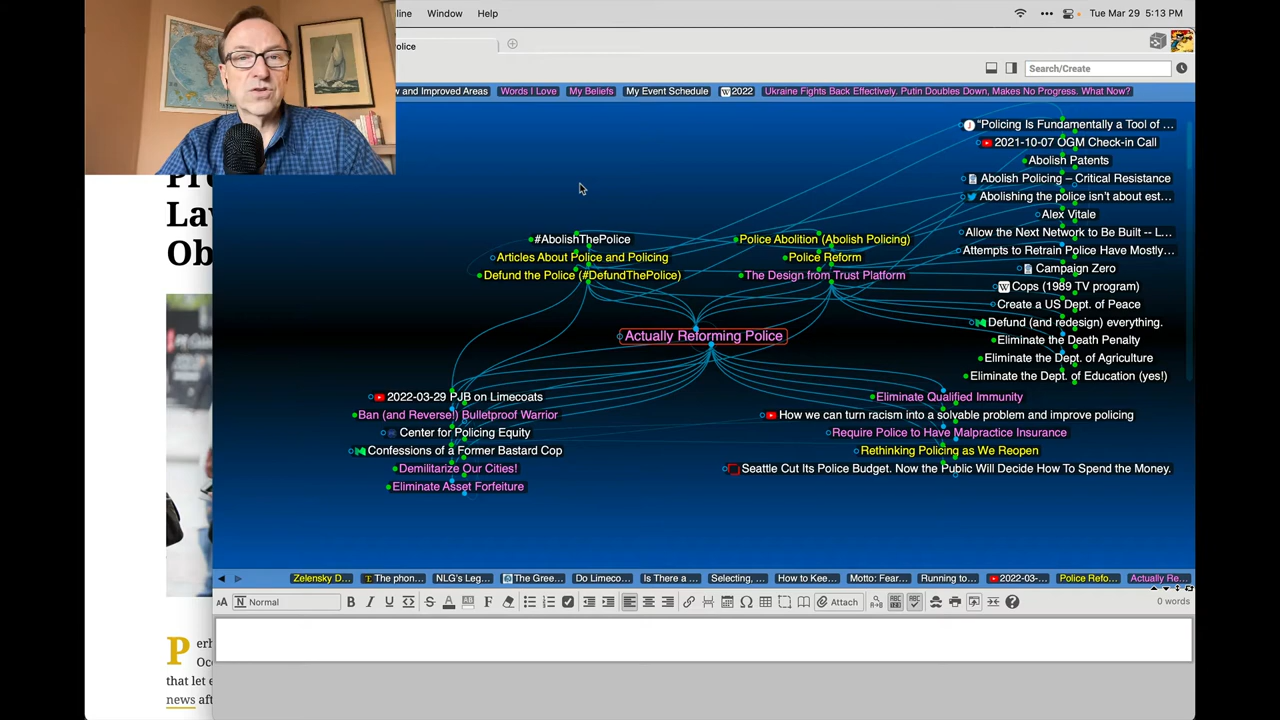 nline Window Help
Tue Mar 29 5:13 PM
olice
Search/Create
w and Improved Areas Words I Love My Beliefs My Event Schedule W 2022 Ukraine Fights Back Effectively. Putin Doubles Down, Makes No Progress. What Now?
"Policing Is Fundamentally a Tool of ...
2021-10-07 OGM Check-in Call
Abolish Patents
Abolish Policing – Critical Resistance
Abolishing the police isn't about est...
Alex Vitale
Allow the Next Network to Be Built -- L...
Attempts to Retrain Police Have Mostly...
Campaign Zero
W Cops (1989 TV program)
Create a US Dept. of Peace
Defund (and redesign) everything.
Eliminate the Death Penalty
Eliminate the Dept. of Agriculture
Eliminate the Dept. of Education (yes!)
#AbolishThePolice
Articles About Police and Policing
Defund the Police (#DefundThePolice)
Police Abolition (Abolish Policing)
Police Reform
The Design from Trust Platform
Actually Reforming Police
2022-03-29 PJB on Limecoats
Ban (and Reverse!) Bulletproof Warrior
Center for Policing Equity
Confessions of a Former Bastard Cop
Demilitarize Our Cities!
Eliminate Asset Forfeiture
Eliminate Qualified Immunity
How we can turn racism into a solvable problem and improve policing
Require Police to Have Malpractice Insurance
Rethinking Policing as We Reopen
Seattle Cut Its Police Budget. Now the Public Will Decide How To Spend the Money.
Zelensky D... The phon... NLG's Leg... The Gree... Do Limeco... Is There a ... Selecting, ... How to Kee... Motto: Fear... Running to... 2022-03-... Police Refo... Actually Re...
Normal B I U S A F Attach 0 words
Pr
La
Ob
P erh
Oc
that let e
news aft